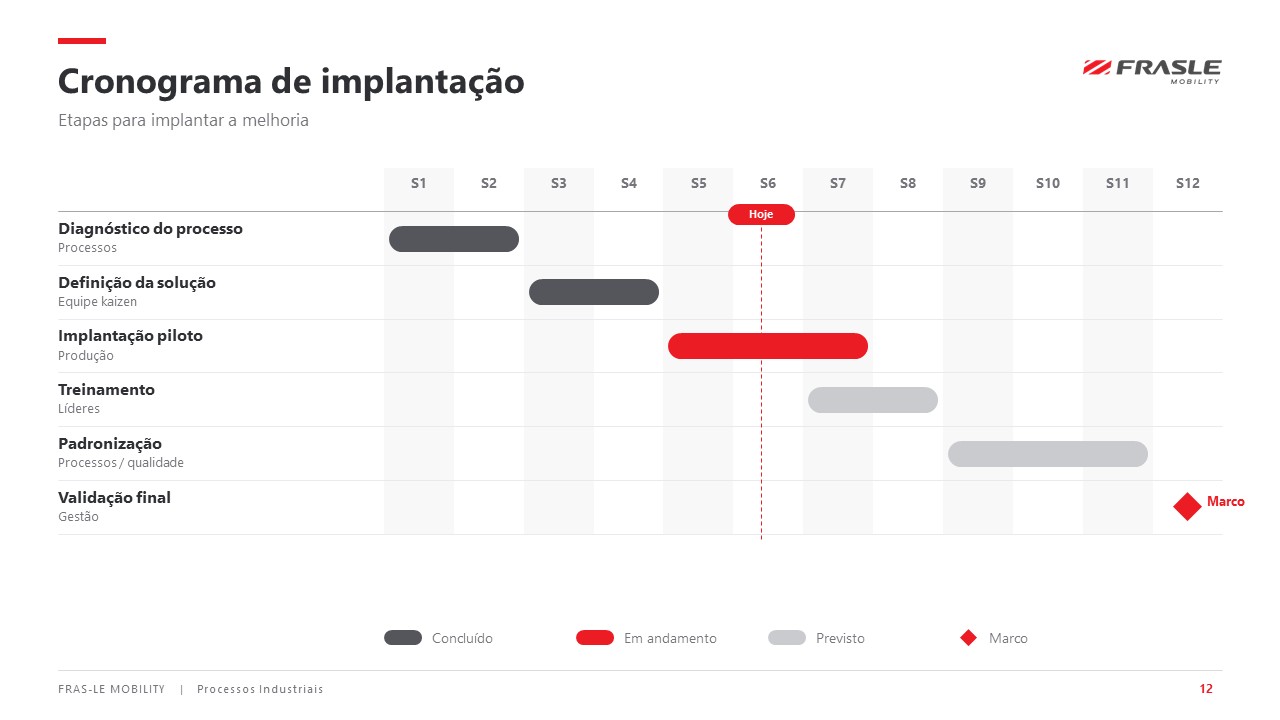 Cronograma de implantação
FRASLE
MOBILITY
Etapas para implantar a melhoria
S1 S2 S3 S4 S5 S6 S7 S8 S9 S10 S11 S12
Hoje
Diagnóstico do processo
Processos
Definição da solução
Equipe kaizen
Implantação piloto
Produção
Treinamento
Líderes
Padronização
Processos / qualidade
Validação final
Gestão
Marco
Concluído Em andamento Previsto Marco
FRAS-LE MOBILITY | Processos Industriais 12